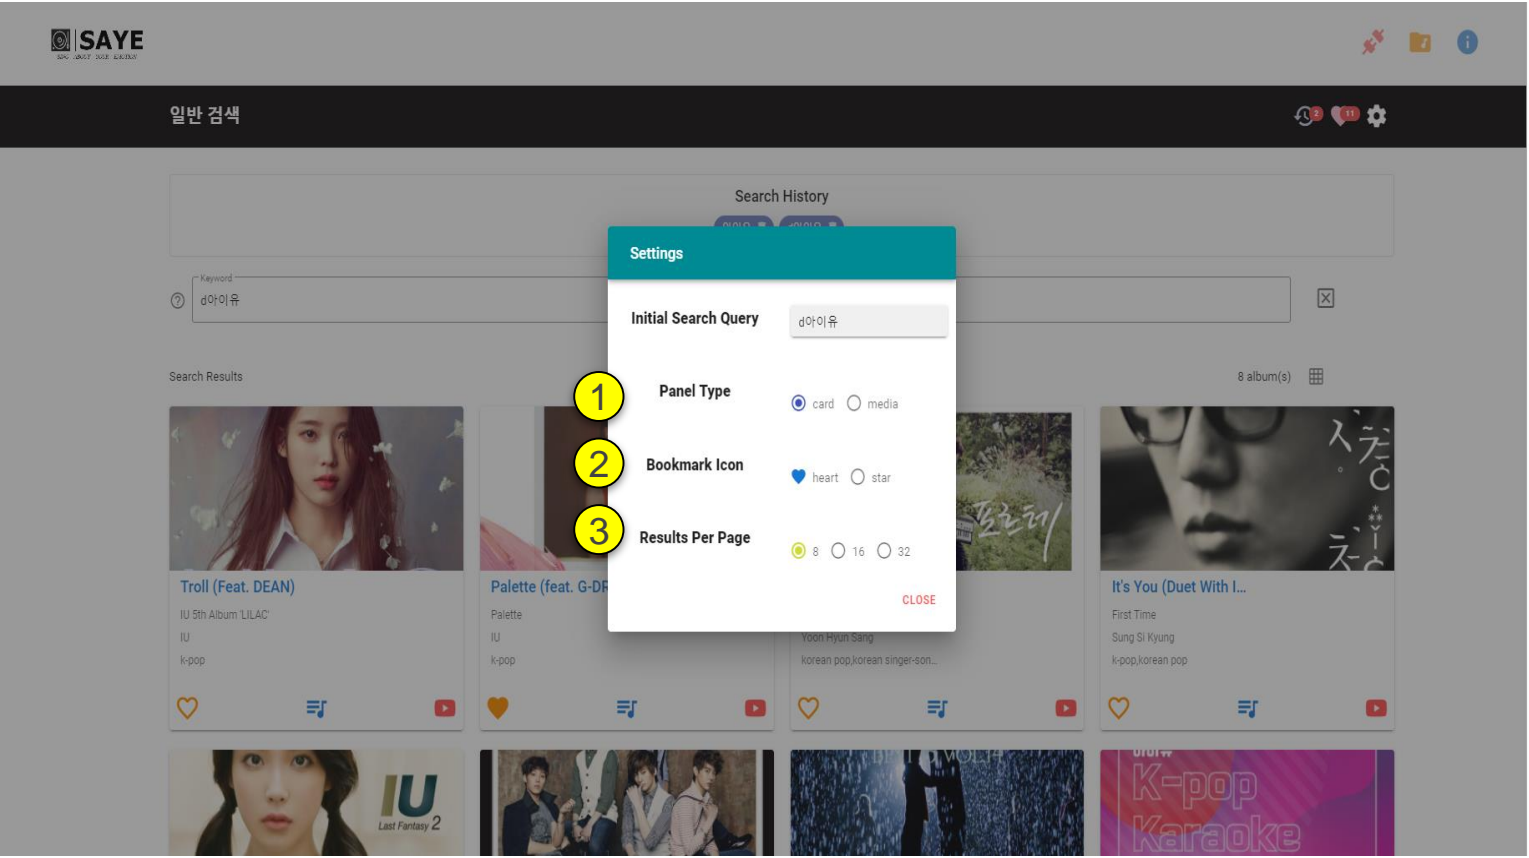 SAYE
일반 검색
2
11
Search History
Keyword
d아이유
Settings
Initial Search Query
d아이유
1
Panel Type
card
media
2
Bookmark Icon
heart
star
3
Results Per Page
8
16
32
CLOSE
Search Results
8 album(s)
Troll (Feat. DEAN)
IU 5th Album 'LILAC'
IU
k-pop
Palette (feat. G-DR
Palette
IU
k-pop
Yoon Hyun Sang
korean pop,korean singer-son...
It's You (Duet With I...
First Time
Sung Si Kyung
k-pop,korean pop
IU
Last Fantasy 2
K-pop
Karaoke